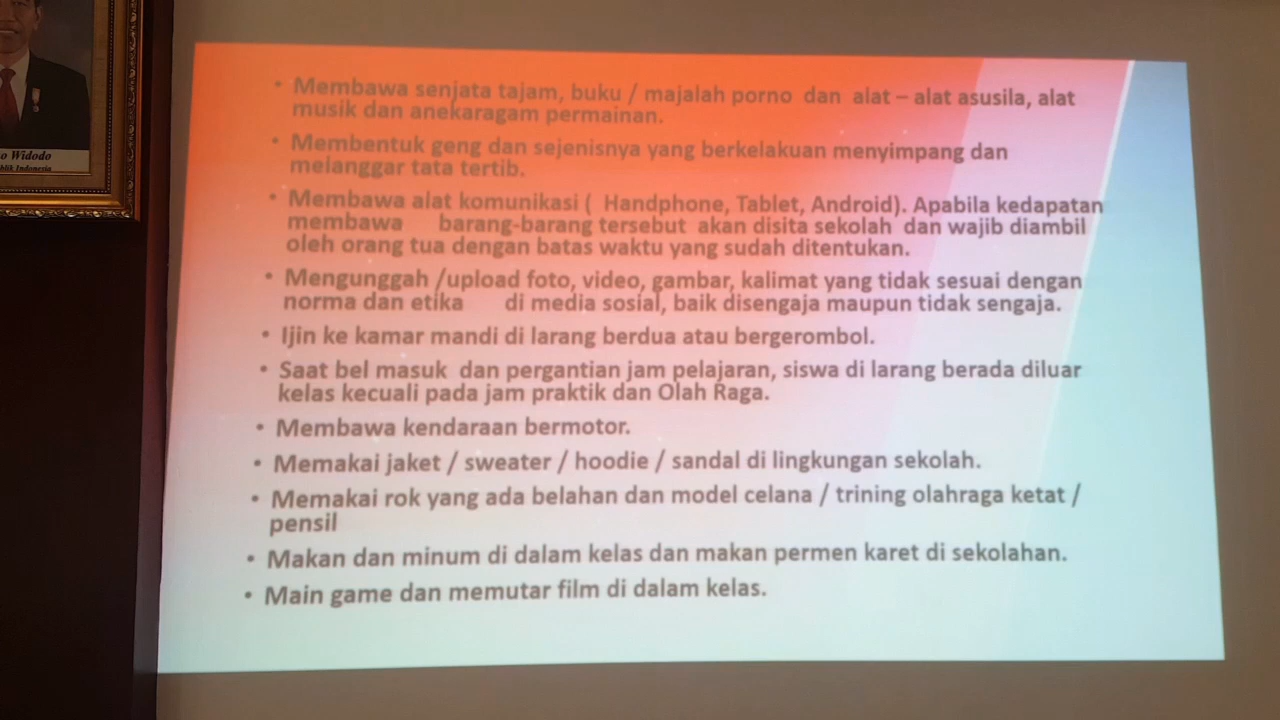 o Widodo
blik Indonesia
• Membawa senjata tajam, buku / majalah porno dan alat – alat asusila, alat
musik dan anekaragam permainan.
• Membentuk geng dan sejenisnya yang berkelakuan menyimpang dan
melanggar tata tertib.
• Membawa alat komunikasi ( Handphone, Tablet, Android). Apabila kedapatan
membawa barang-barang tersebut akan disita sekolah dan wajib diambil
oleh orang tua dengan batas waktu yang sudah ditentukan.
• Mengunggah /upload foto, video, gambar, kalimat yang tidak sesuai dengan
norma dan etika di media sosial, baik disengaja maupun tidak sengaja.
• Ijin ke kamar mandi di larang berdua atau bergerombol.
• Saat bel masuk dan pergantian jam pelajaran, siswa di larang berada diluar
kelas kecuali pada jam praktik dan Olah Raga.
• Membawa kendaraan bermotor.
• Memakai jaket / sweater / hoodie / sandal di lingkungan sekolah.
• Memakai rok yang ada belahan dan model celana / trining olahraga ketat /
pensil
• Makan dan minum di dalam kelas dan makan permen karet di sekolahan.
• Main game dan memutar film di dalam kelas.